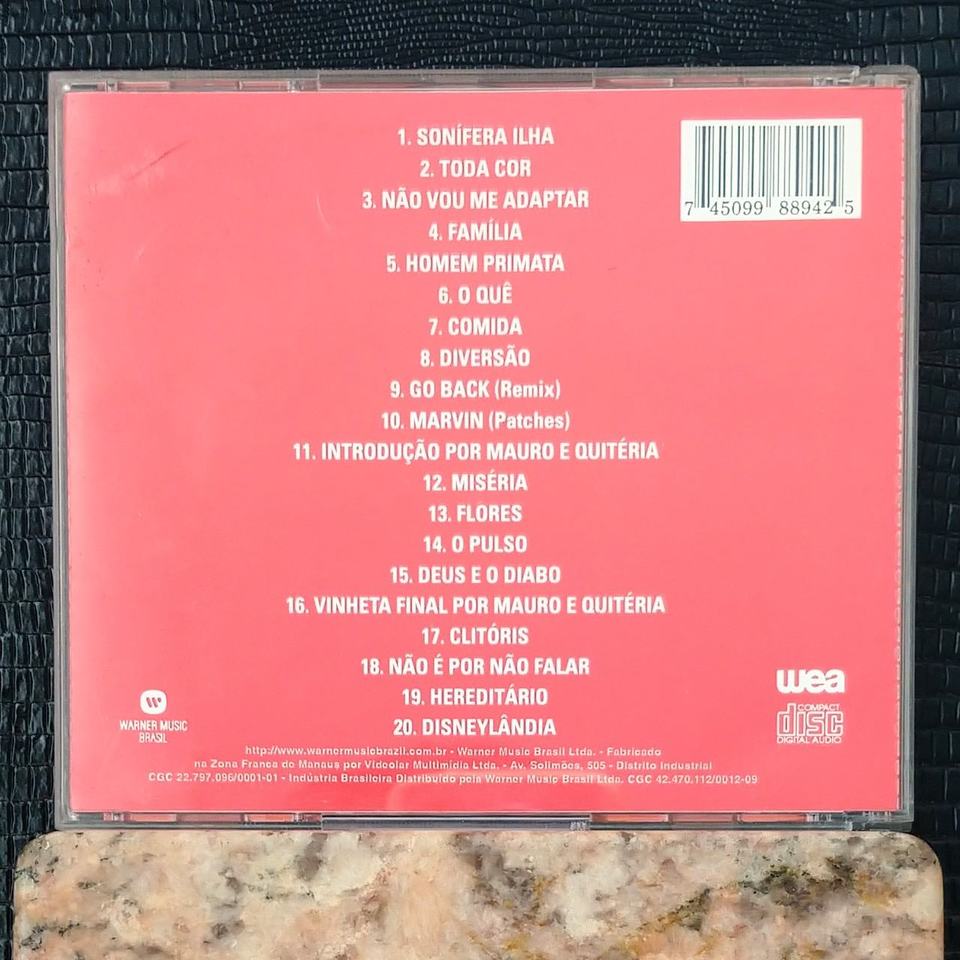 1. SONÍFERA ILHA
2. TODA COR
3. NÃO VOU ME ADAPTAR
4. FAMÍLIA
5. HOMEM PRIMATA
6. O QUÊ
7. COMIDA
8. DIVERSÃO
9. GO BACK (Remix)
10. MARVIN (Patches)
11. INTRODUÇÃO POR MAURO E QUITÉRIA
12. MISÉRIA
13. FLORES
14. O PULSO
15. DEUS E O DIABO
16. VINHETA FINAL POR MAURO E QUITÉRIA
17. CLITÓRIS
18. NÃO É POR NÃO FALAR
19. HEREDITÁRIO
20. DISNEYLÂNDIA
7 45099 88942 5
WARNER MUSIC
BRASIL
wea
COMPACT
disc
DIGITAL AUDIO
http://www.warnermusicbrazil.com.br - Warner Music Brasil Ltda. - Fabricado
na Zona Franca de Manaus por Videolar Multimídia Ltda. - Av. Solimões, 505 - Distrito Industrial
CGC 22.797.096/0001-01 - Indústria Brasileira Distribuído pela Warner Music Brasil Ltda. CGC 42.470.112/0012-09